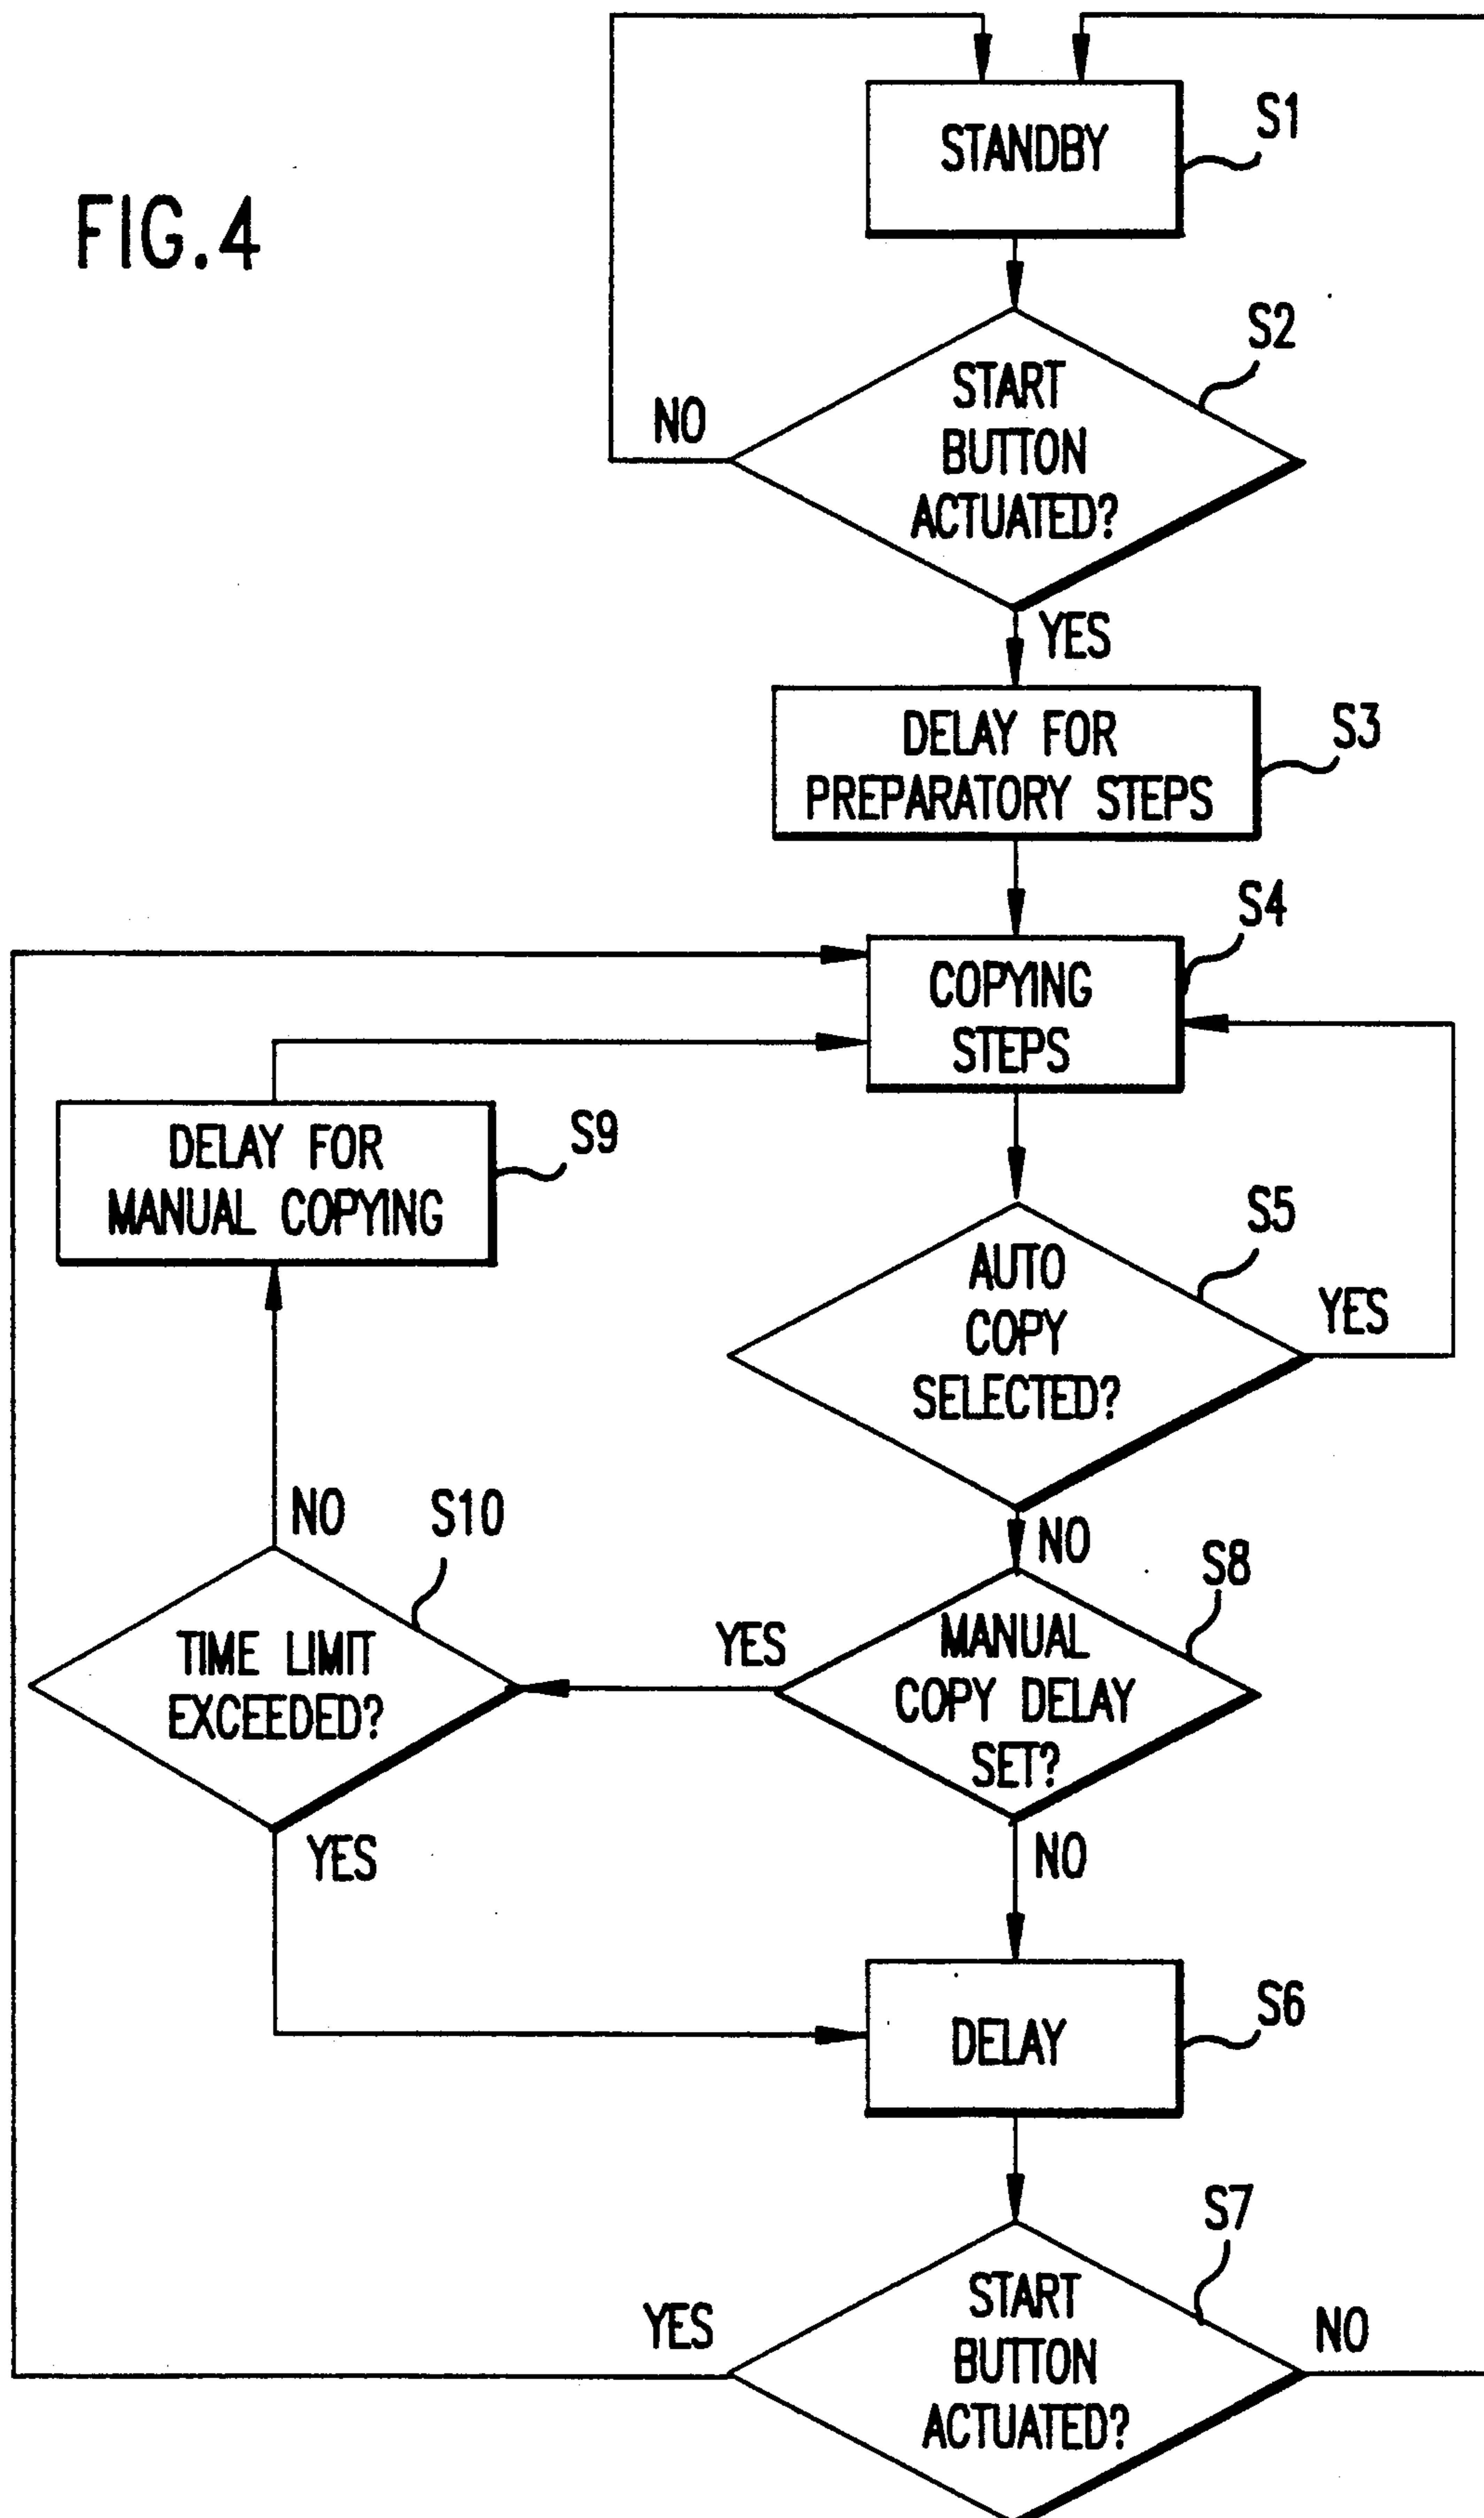 FIG.4
STANDBY
S1
START
BUTTON
ACTUATED?
S2
NO
YES
DELAY FOR
PREPARATORY STEPS
S3
COPYING
STEPS
S4
DELAY FOR
MANUAL COPYING
S9
AUTO
COPY
SELECTED?
S5
YES
NO
NO
S10
TIME LIMIT
EXCEEDED?
YES
YES
MANUAL
COPY DELAY
SET?
S8
NO
DELAY
S6
START
BUTTON
ACTUATED?
S7
YES
NO